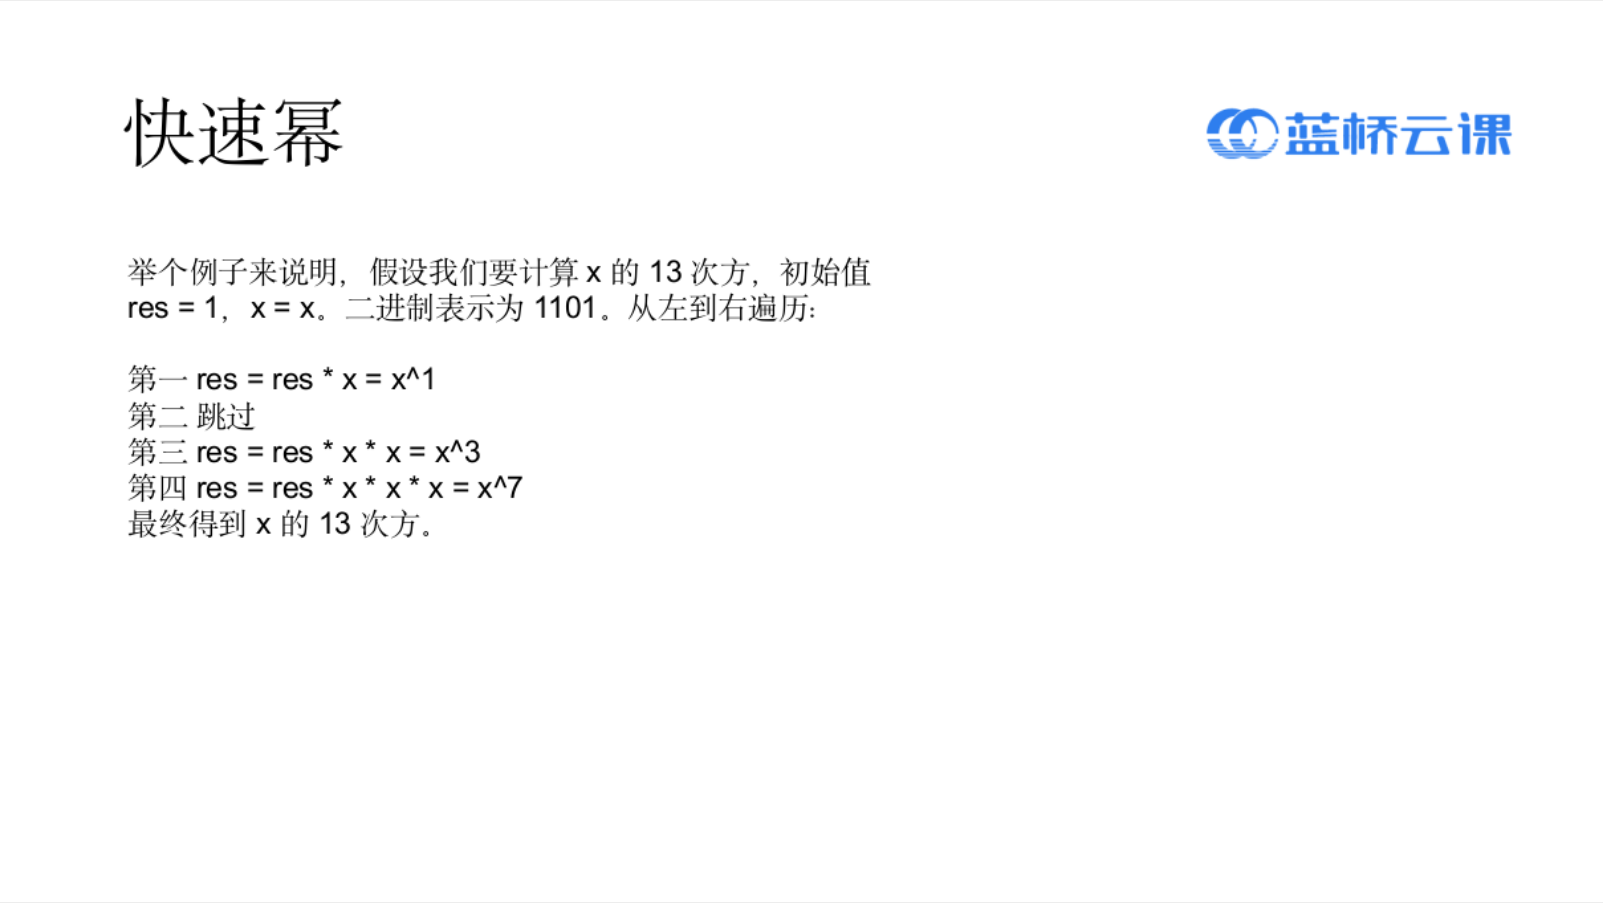 快速幂
蓝桥云课
举个例子来说明，假设我们要计算 x 的 13 次方，初始值
res = 1，x = x。二进制表示为 1101。从左到右遍历：
第一 res = res * x = x^1
第二 跳过
第三 res = res * x * x = x^3
第四 res = res * x * x * x = x^7
最终得到 x 的 13 次方。